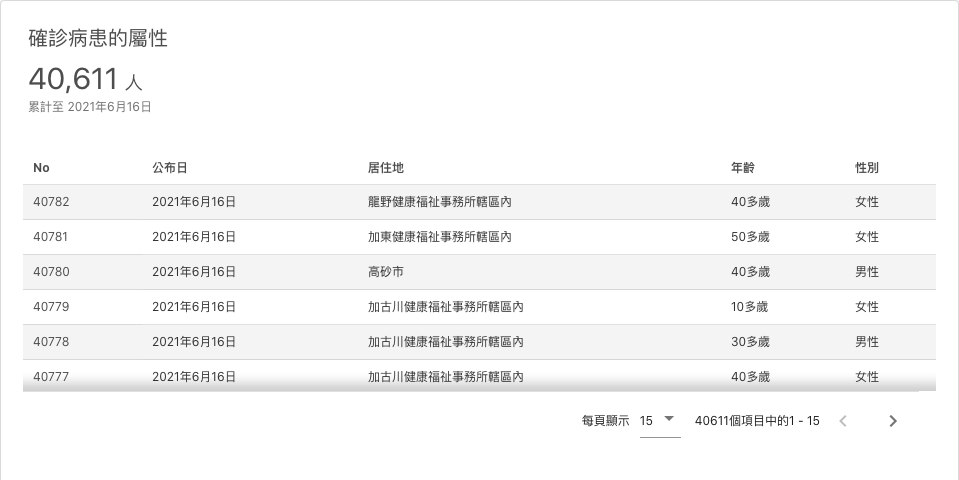 確診病患的屬性
40,611 人
累計至 2021年6月16日
No 公布日 居住地 年齡 性別
40782 2021年6月16日 龍野健康福祉事務所轄區內 40多歲 女性
40781 2021年6月16日 加東健康福祉事務所轄區內 50多歲 女性
40780 2021年6月16日 高砂市 40多歲 男性
40779 2021年6月16日 加古川健康福祉事務所轄區內 10多歲 女性
40778 2021年6月16日 加古川健康福祉事務所轄區內 30多歲 男性
40777 2021年6月16日 加古川健康福祉事務所轄區內 40多歲 女性
每頁顯示 15 40611個項目中的1 - 15